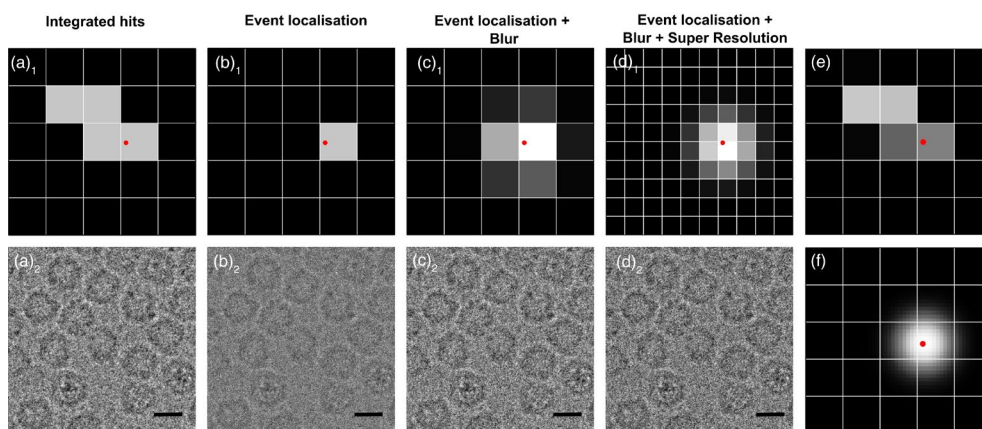 Integrated hits
Event localisation
Event localisation +
Blur
Event localisation +
Blur + Super Resolution
(a)1
(b)1
(c)1
(d)1
(e)
(a)2
(b)2
(c)2
(d)2
(f)